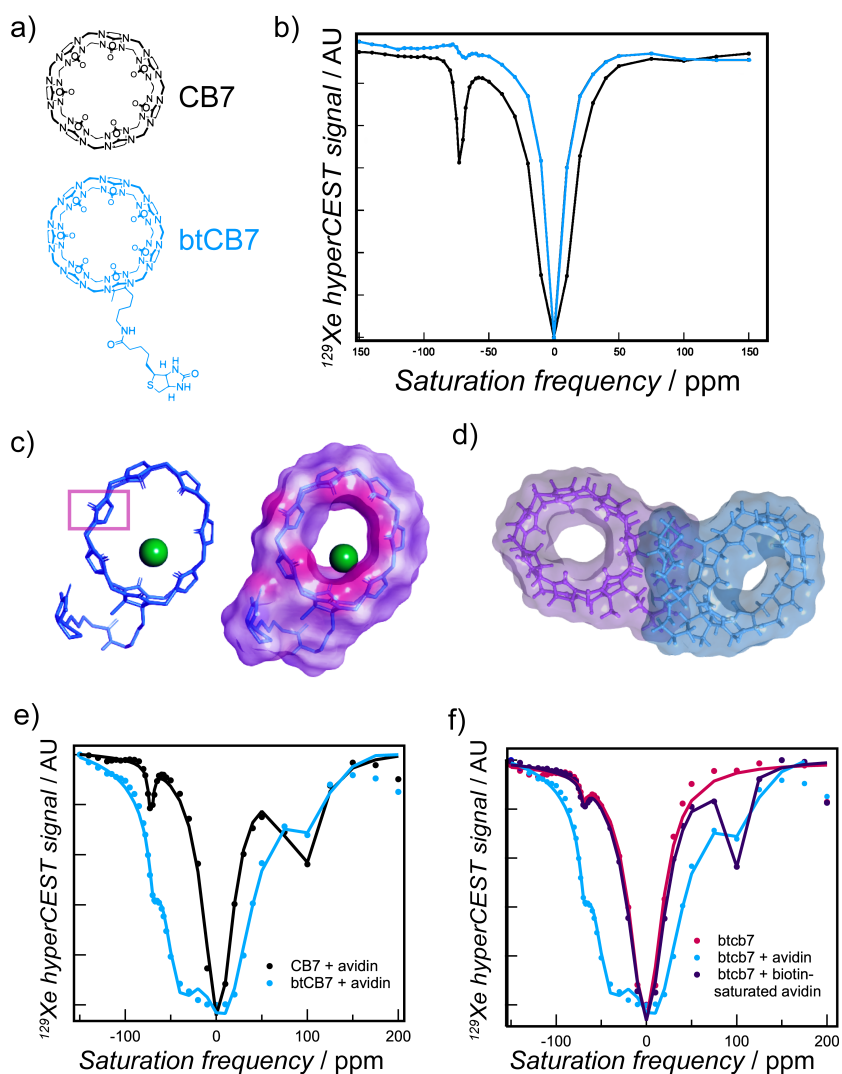 a)
CB7
btCB7
NH
O
H
H
N
O
S
NH
H
b)
129Xe hyperCEST signal / AU
-150 -100 -50 0 50 100 150
Saturation frequency / ppm
c)
d)
e)
129Xe hyperCEST signal / AU
CB7 + avidin
btCB7 + avidin
-100 0 100 200
Saturation frequency / ppm
f)
129Xe hyperCEST signal / AU
btcb7
btcb7 + avidin
btcb7 + biotin-
saturated avidin
-100 0 100 200
Saturation frequency / ppm